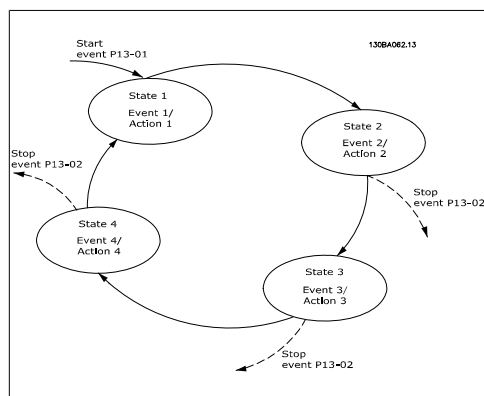 Start
event P13-01
130BA062.13
State 1
Event 1/
Action 1
State 2
Event 2/
Action 2
Stop
event P13-02
Stop
event P13-02
State 4
Event 4/
Action 4
State 3
Event 3/
Action 3
Stop
event P13-02